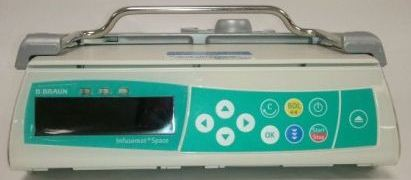 B BRAUN
C
BOL
OK
Start
Stop
Infusomat® Space